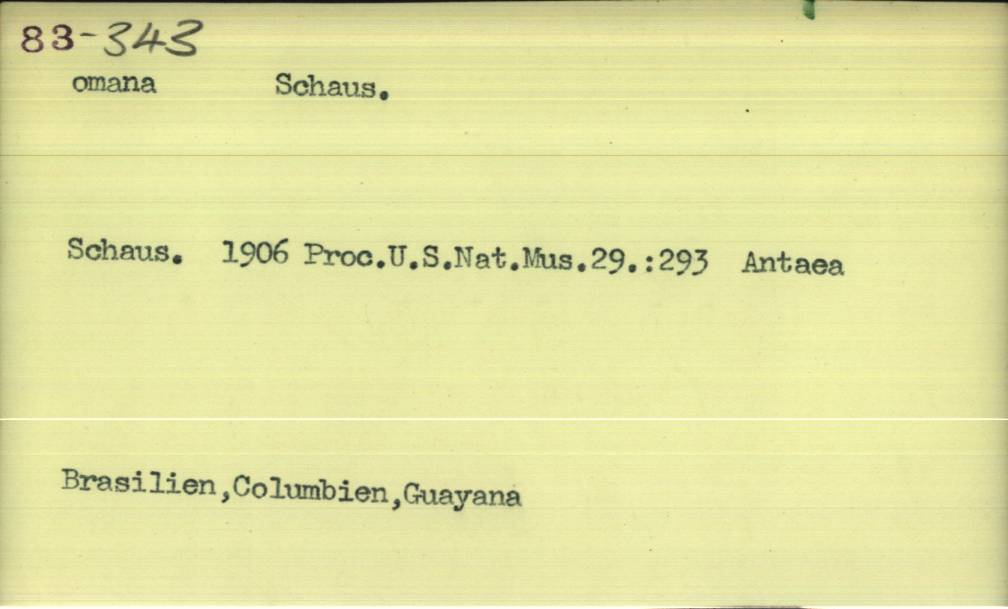 83-343
omana Schaus.
Schaus. 1906 Proc.U.S.Nat.Mus.29.:293 Antaea
Brasilien,Columbien,Guayana